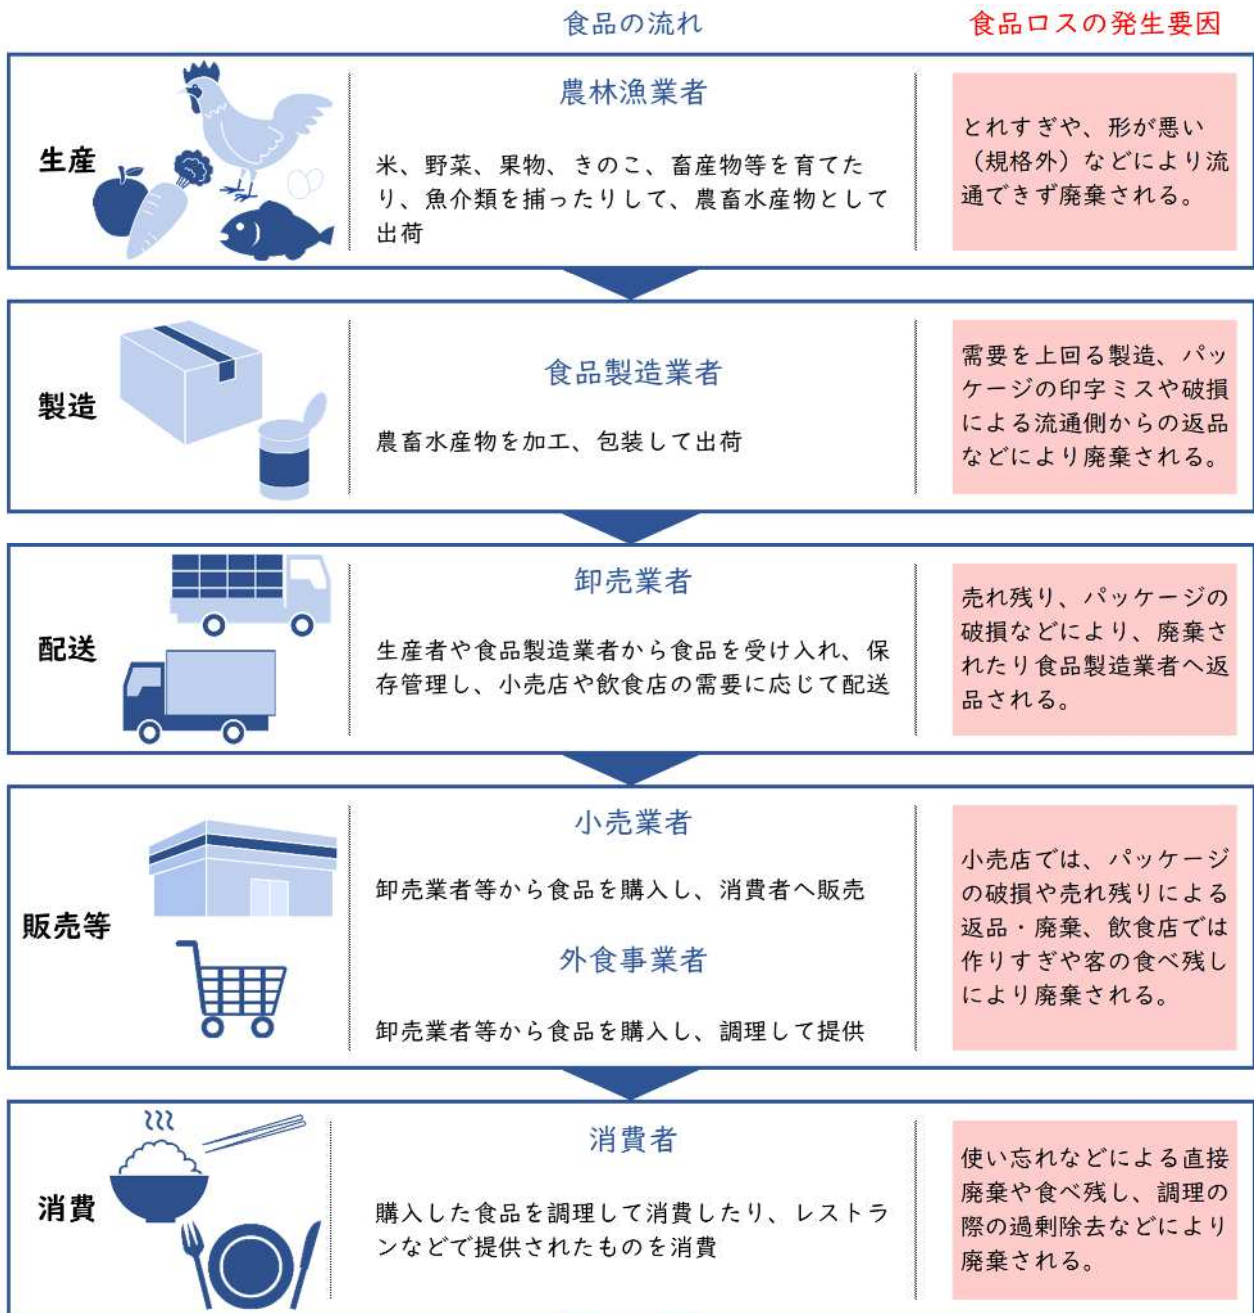 食品の流れ
食品ロスの発生要因
生産
農林漁業者
米、野菜、果物、きのこ、畜産物等を育てた
り、魚介類を捕ったりして、農畜水産物として
出荷
とれすぎや、形が悪い
（規格外）などにより流
通できず廃棄される。
製造
食品製造業者
農畜水産物を加工、包装して出荷
需要を上回る製造、パッ
ケージの印字ミスや破損
による流通側からの返品
などにより廃棄される。
配送
卸売業者
生産者や食品製造業者から食品を受け入れ、保
存管理し、小売店や飲食店の需要に応じて配送
売れ残り、パッケージの
破損などにより、廃棄さ
れたり食品製造業者へ返
品される。
販売等
小売業者
卸売業者等から食品を購入し、消費者へ販売
外食事業者
卸売業者等から食品を購入し、調理して提供
小売店では、パッケージ
の破損や売れ残りによる
返品・廃棄、飲食店では
作りすぎや客の食べ残し
により廃棄される。
消費
消費者
購入した食品を調理して消費したり、レストラ
ンなどで提供されたものを消費
使い忘れなどによる直接
廃棄や食べ残し、調理の
際の過剰除去などにより
廃棄される。